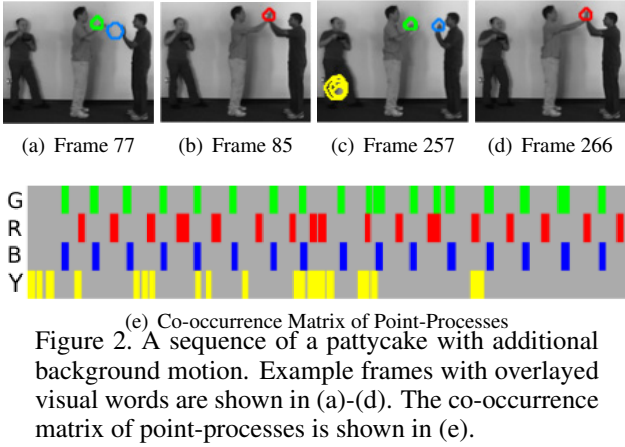 (a) Frame 77 (b) Frame 85 (c) Frame 257 (d) Frame 266
G
R
B
Y
(e) Co-occurrence Matrix of Point-Processes
Figure 2. A sequence of a pattycake with additional
background motion. Example frames with overlayed
visual words are shown in (a)-(d). The co-occurrence
matrix of point-processes is shown in (e).